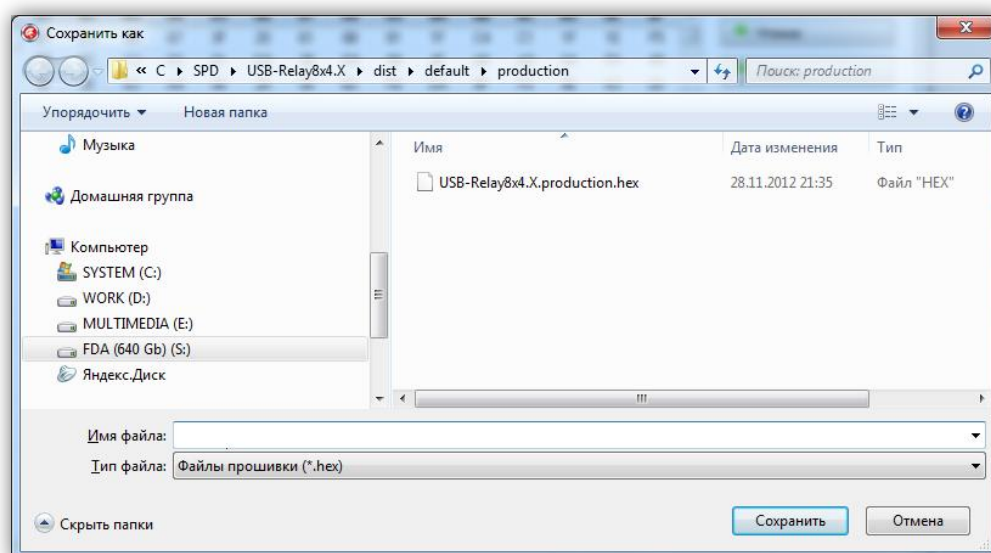 Сохранить как
« C ▸ SPD ▸ USB-Relay8x4.X ▸ dist ▸ default ▸ production
Поиск: production
Упорядочить
Новая папка
Музыка
Домашняя группа
Компьютер
SYSTEM (C:)
WORK (D:)
MULTIMEDIA (E:)
FDA (640 Gb) (S:)
Яндекс.Диск
Имя Дата изменения Тип
USB-Relay8x4.X.production.hex 28.11.2012 21:35 Файл "HEX"
Имя файла:
Тип файла: Файлы прошивки (*.hex)
Скрыть папки
Сохранить
Отмена